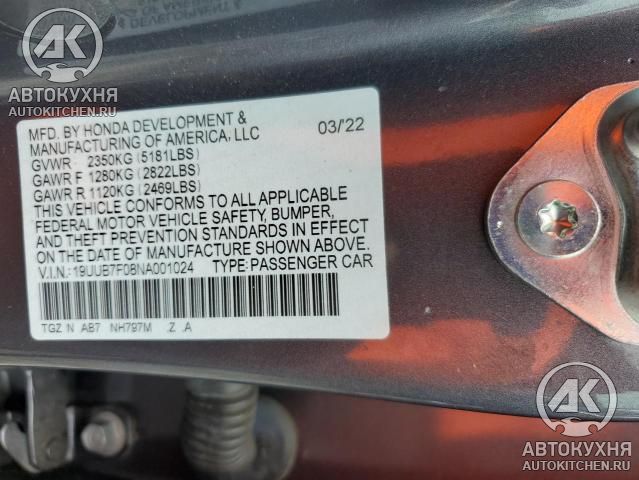 AK
АВТОКУХНЯ
AUTOKITCHEN.RU
MFD. BY HONDA DEVELOPMENT &
MANUFACTURING OF AMERICA, LLC 03/'22
GVWR 2350KG (5181LBS)
GAWR F 1280KG (2822LBS)
GAWR R 1120KG (2469LBS)
THIS VEHICLE CONFORMS TO ALL APPLICABLE
FEDERAL MOTOR VEHICLE SAFETY, BUMPER,
AND THEFT PREVENTION STANDARDS IN EFFECT
ON THE DATE OF MANUFACTURE SHOWN ABOVE.
V.I.N.:19UUB7F08NA001024 TYPE:PASSENGER CAR
TGZ N AB7 NH797M .Z .A
AK
АВТОКУХНЯ
AUTOKITCHEN.RU